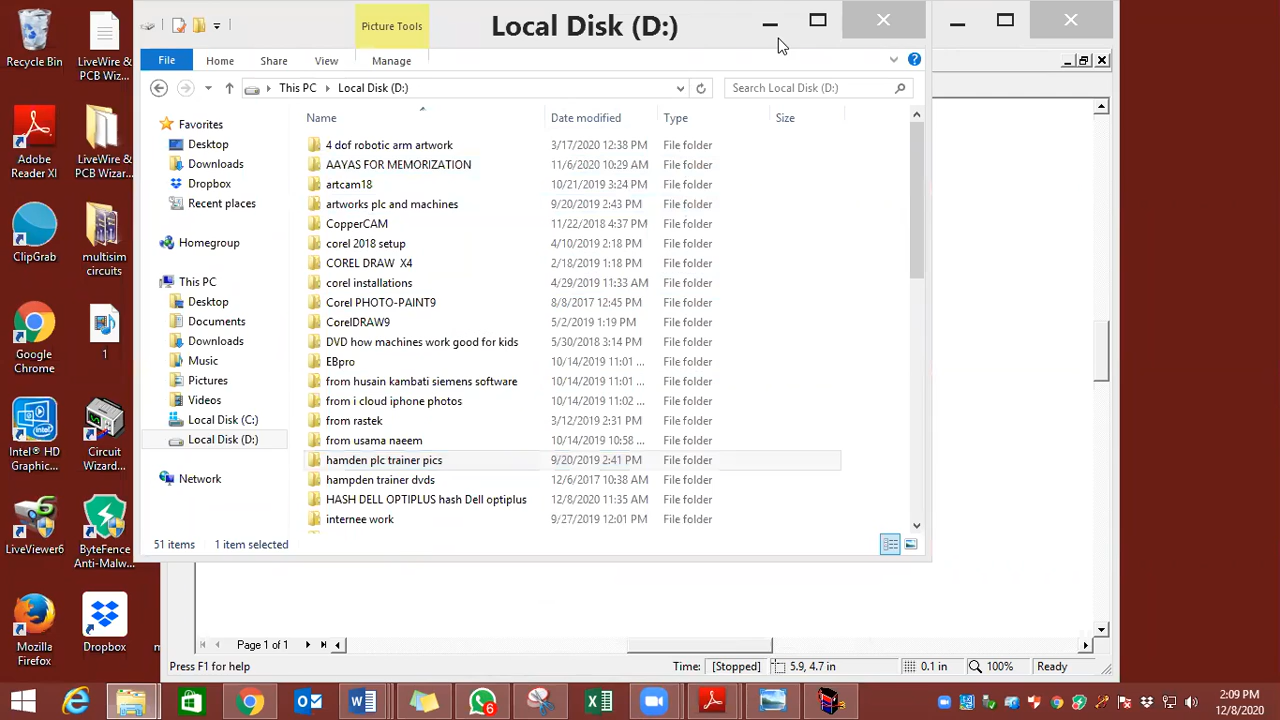 Recycle Bin
LiveWire &
PCB Wiz...
Adobe
Reader XI
LiveWire &
PCB Wizar...
ClipGrab
multisim
circuits
Google
Chrome
1
Intel® HD
Graphic...
Circuit
Wizard...
LiveViewer6
ByteFence
Anti-Malw...
Mozilla
Firefox
Dropbox
Picture Tools
Local Disk (D:)
File Home Share View Manage
This PC Local Disk (D:)
Search Local Disk (D:)
Favorites
Desktop
Downloads
Dropbox
Recent places
Homegroup
This PC
Desktop
Documents
Downloads
Music
Pictures
Videos
Local Disk (C:)
Local Disk (D:)
Network
Name Date modified Type Size
4 dof robotic arm artwork 3/17/2020 12:38 PM File folder
AAYAS FOR MEMORIZATION 11/6/2020 10:29 AM File folder
artcam18 10/21/2019 3:24 PM File folder
artworks plc and machines 9/20/2019 2:43 PM File folder
CopperCAM 11/22/2018 4:37 PM File folder
corel 2018 setup 4/10/2019 2:18 PM File folder
COREL DRAW X4 2/18/2019 1:18 PM File folder
corel installations 4/29/2019 11:33 AM File folder
Corel PHOTO-PAINT9 8/8/2017 12:45 PM File folder
CorelDRAW9 5/2/2019 1:19 PM File folder
DVD how machines work good for kids 5/30/2018 3:14 PM File folder
EBpro 10/14/2019 11:01 ... File folder
from husain kambati siemens software 10/14/2019 11:01 ... File folder
from i cloud iphone photos 10/14/2019 11:02 ... File folder
from rastek 3/12/2019 2:31 PM File folder
from usama naeem 10/14/2019 10:58 ... File folder
hamden plc trainer pics 9/20/2019 2:41 PM File folder
hampden trainer dvds 12/6/2017 10:38 AM File folder
HASH DELL OPTIPLUS hash Dell optiplus 12/8/2020 11:35 AM File folder
internee work 9/27/2019 12:01 PM File folder
51 items 1 item selected
Page 1 of 1
Press F1 for help Time: [Stopped] 5.9, 4.7 in 0.1 in 100% Ready
6
2:09 PM
12/8/2020